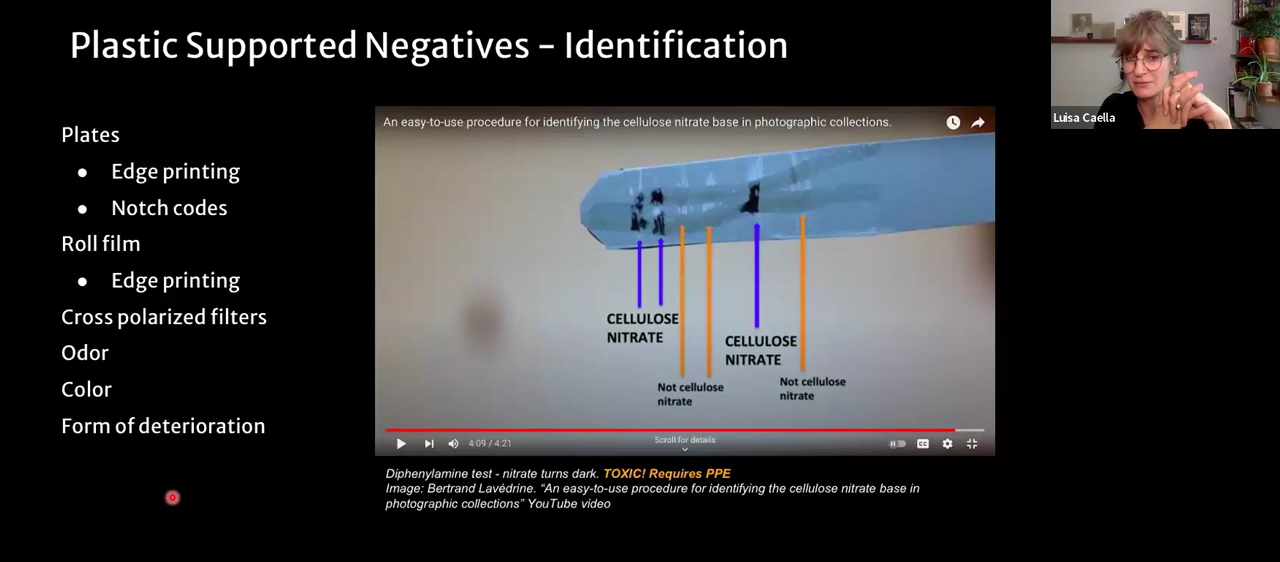 Plastic Supported Negatives - Identification
Plates
● Edge printing
● Notch codes
Roll film
● Edge printing
Cross polarized filters
Odor
Color
Form of deterioration
An easy-to-use procedure for identifying the cellulose nitrate base in photographic collections.
CELLULOSE
NITRATE
CELLULOSE
NITRATE
Not cellulose
nitrate
Not cellulose
nitrate
4:09 / 4:21
Scroll for details
CC
Diphenylamine test - nitrate turns dark. TOXIC! Requires PPE
Image: Bertrand Lavédrine. “An easy-to-use procedure for identifying the cellulose nitrate base in
photographic collections” YouTube video
Luisa Caella